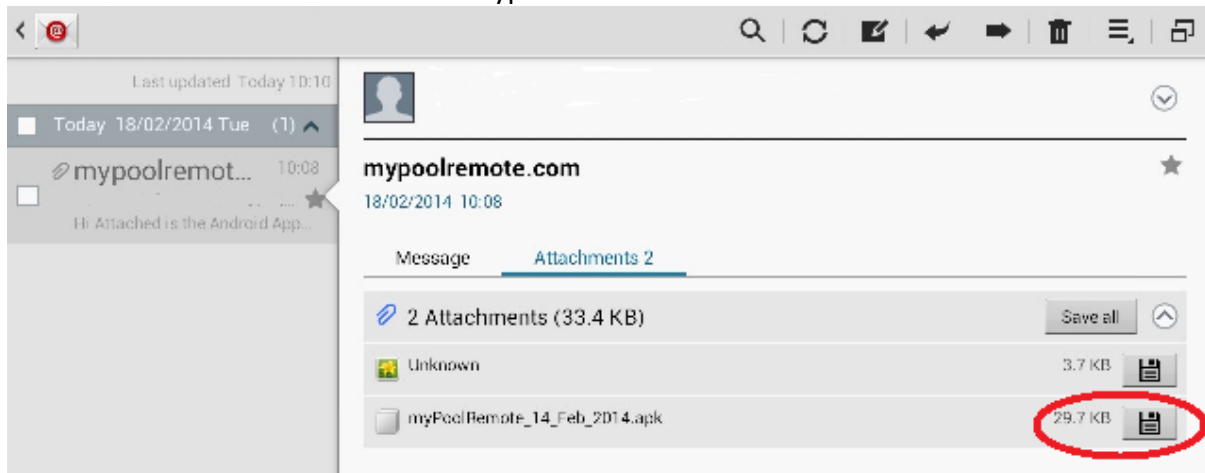 Last updated Today 10:10
Today 18/02/2014 Tue (1)
mypoolremot... 10:08
Hi Attached is the Android App...
mypoolremote.com
18/02/2014 10:08
Message Attachments 2
2 Attachments (33.4 KB) Save all
Unknown 3.7 KB
myPoolRemote_14_Feb_2014.apk 29.7 KB